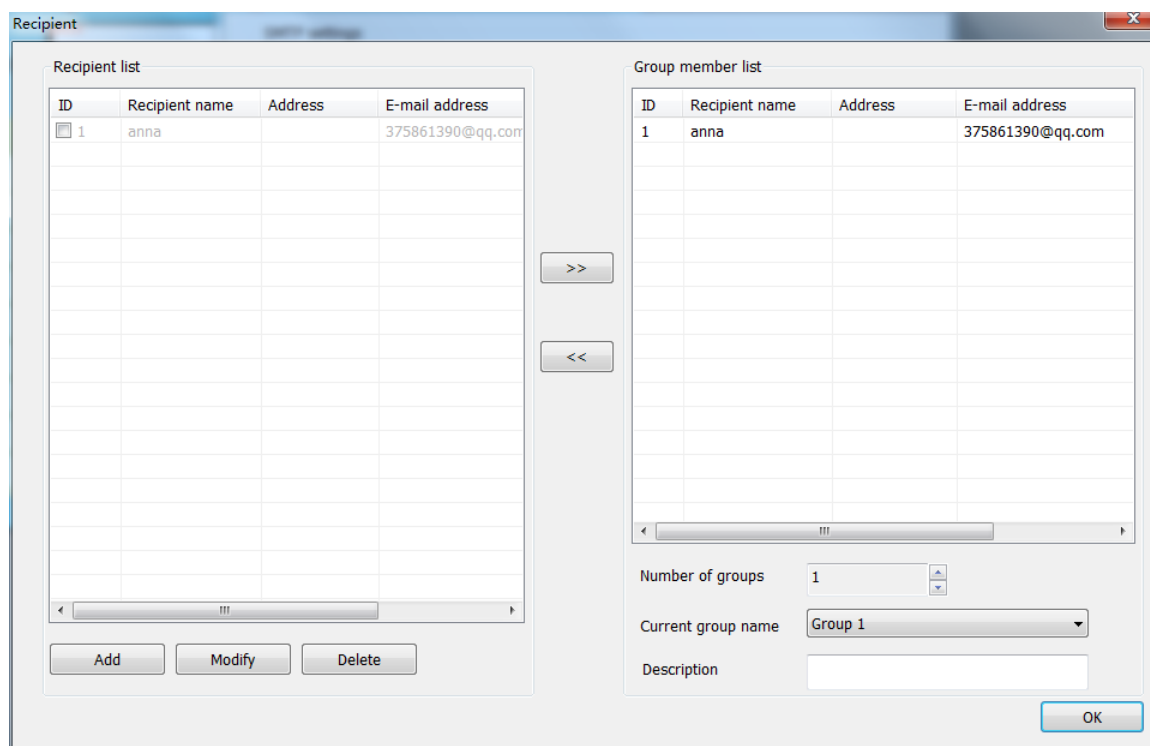 Recipient
SMTP settings
Recipient list
ID Recipient name Address E-mail address
1 anna 375861390@qq.com
Add Modify Delete
>>
<<
Group member list
ID Recipient name Address E-mail address
1 anna 375861390@qq.com
Number of groups 1
Current group name Group 1
Description
OK